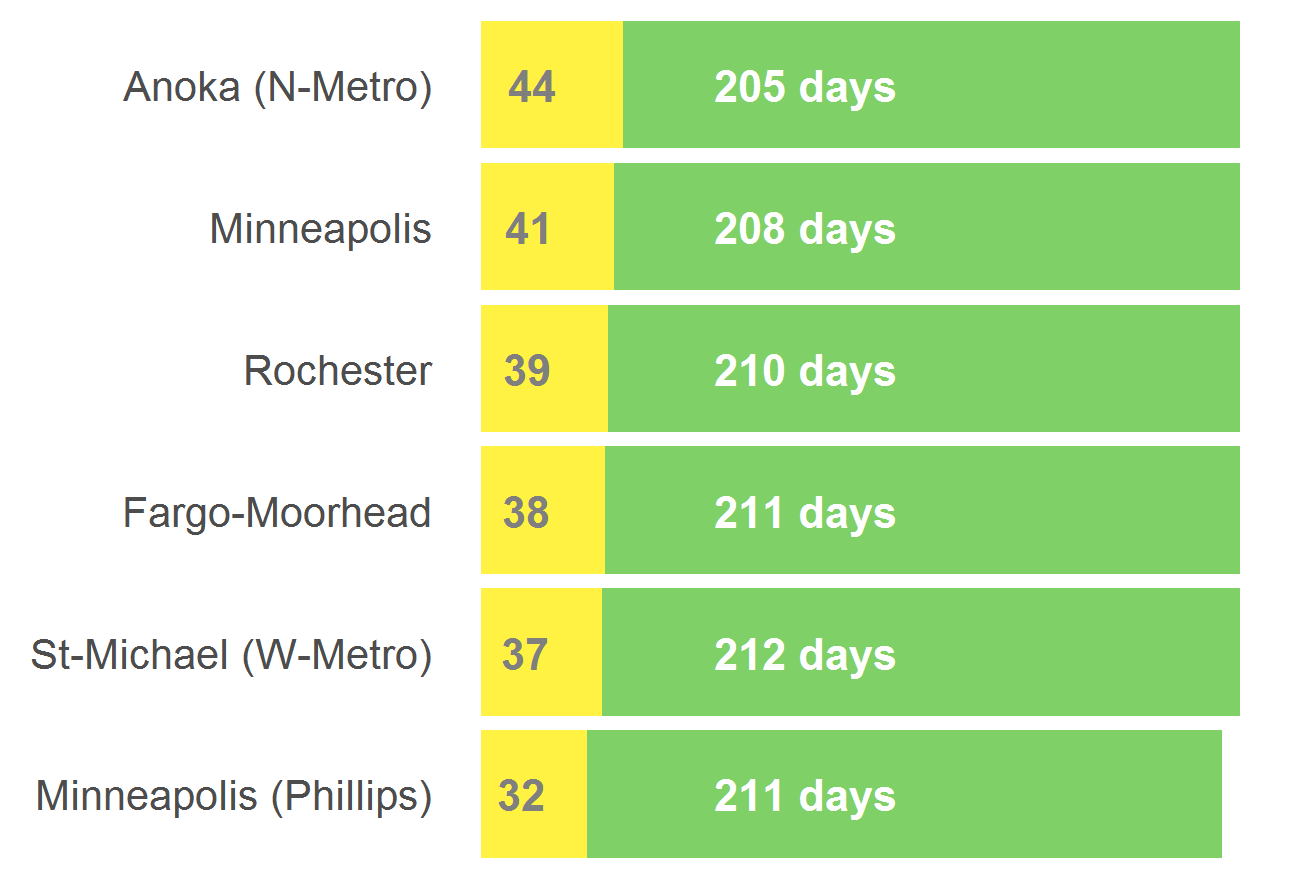 Anoka (N-Metro) 44 205 days
Minneapolis 41 208 days
Rochester 39 210 days
Fargo-Moorhead 38 211 days
St-Michael (W-Metro) 37 212 days
Minneapolis (Phillips) 32 211 days